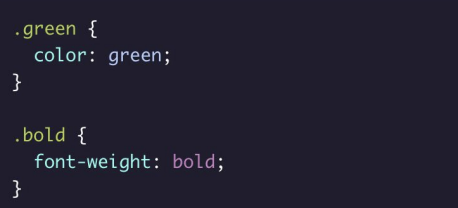 .green {
  color: green;
}

.bold {
  font-weight: bold;
}